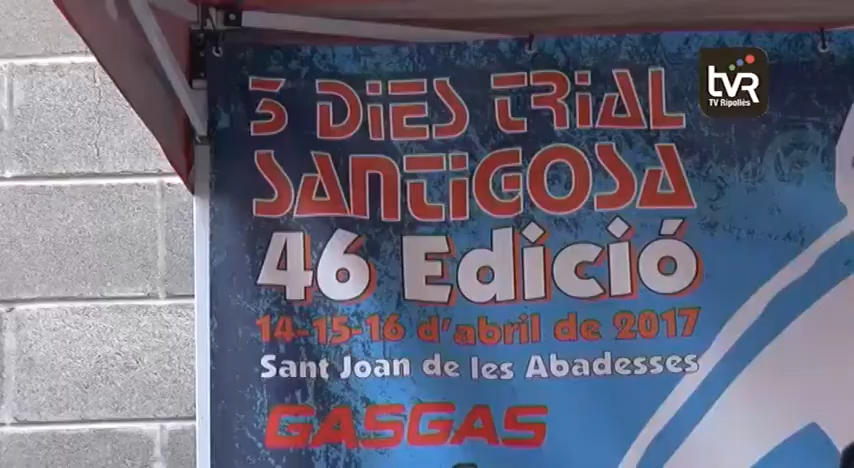 tvR
TV Ripollès
3 DIES TRIAL
SANTIGOSA
46 Edició
14-15-16 d'abril de 2017
Sant Joan de les Abadesses
GASGAS